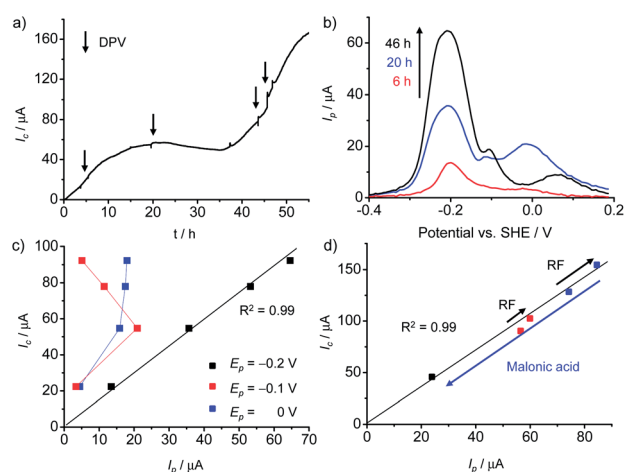 a)
160
120
80
40
0
I_c / μA
DPV
0 10 20 30 40 50
t / h
b)
60
40
20
0
I_p / μA
46 h
20 h
6 h
−0.4 −0.2 0.0 0.2
Potential vs. SHE / V
c)
100
80
60
40
20
0
I_c / μA
R² = 0.99
E_p = −0.2 V
E_p = −0.1 V
E_p = 0 V
0 10 20 30 40 50 60 70
I_p / μA
d)
150
100
50
0
I_c / μA
RF
RF
R² = 0.99
Malonic acid
0 20 40 60 80
I_p / μA